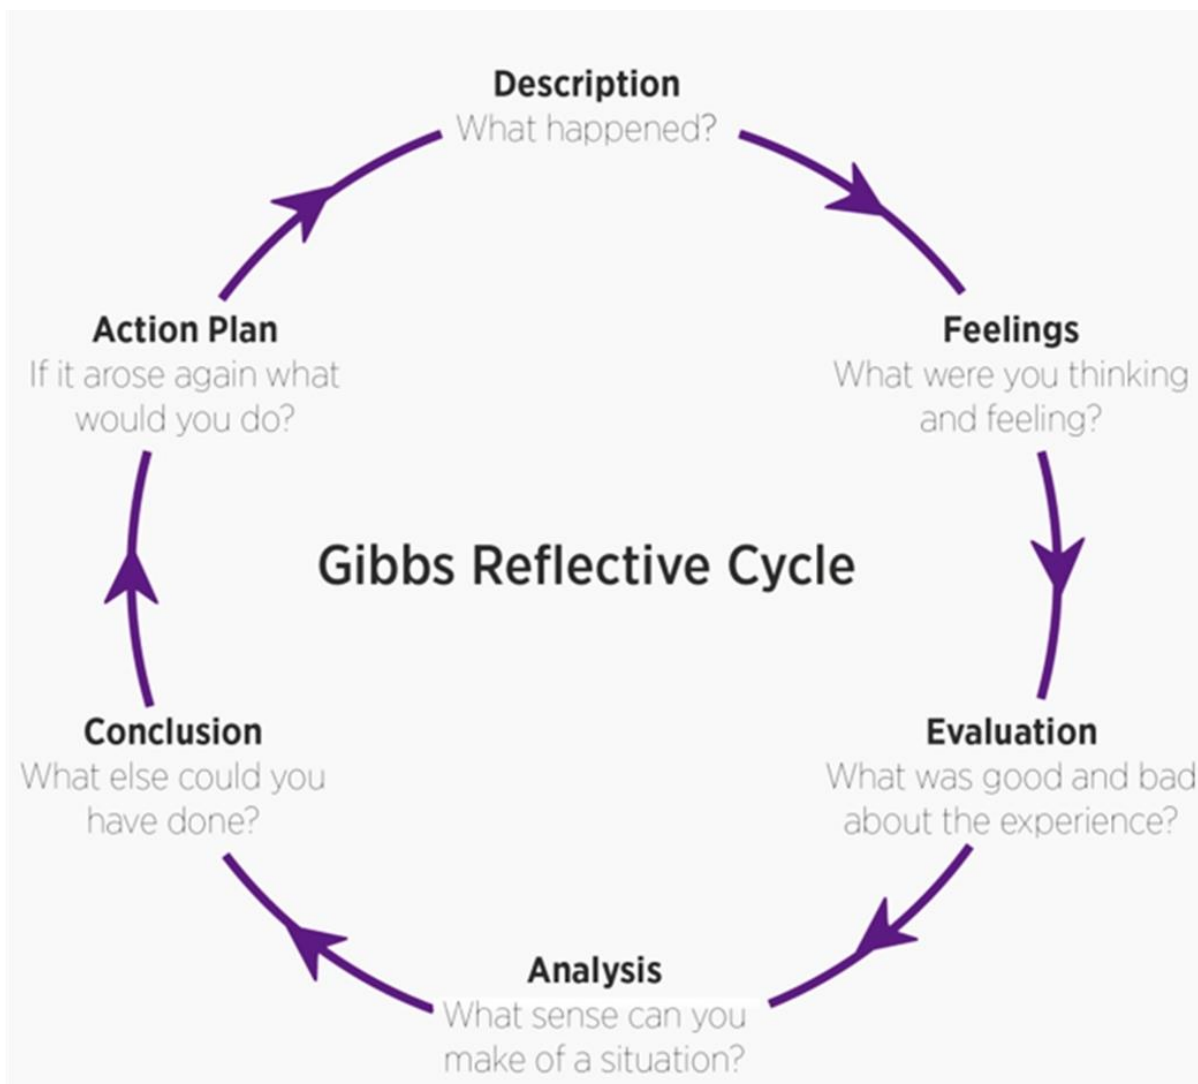 Description
What happened?
Feelings
What were you thinking
and feeling?
Evaluation
What was good and bad
about the experience?
Analysis
What sense can you
make of a situation?
Conclusion
What else could you
have done?
Action Plan
If it arose again what
would you do?
Gibbs Reflective Cycle